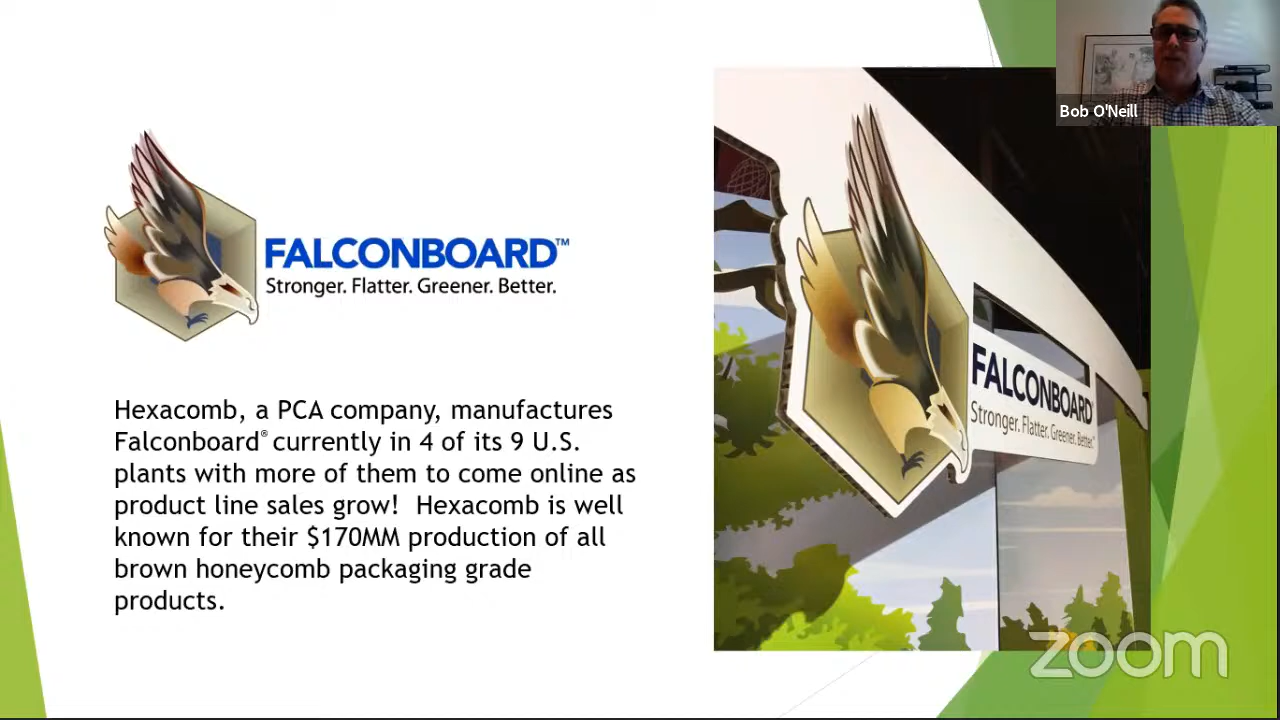 Bob O'Neill
FALCONBOARD™
Stronger. Flatter. Greener. Better.
Hexacomb, a PCA company, manufactures
Falconboard® currently in 4 of its 9 U.S.
plants with more of them to come online as
product line sales grow!  Hexacomb is well
known for their $170MM production of all
brown honeycomb packaging grade
products.
FALCONBOARD
Stronger. Flatter. Greener. Better.™
zoom